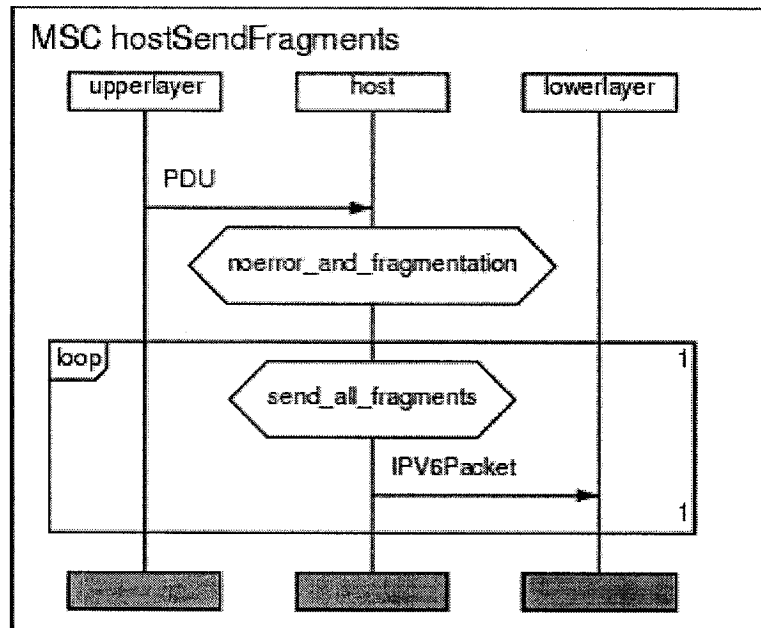 MSC hostSendFragments
upperlayer host lowerlayer
PDU
noerror_and_fragmentation
loop 1
send_all_fragments
IPV6Packet
1